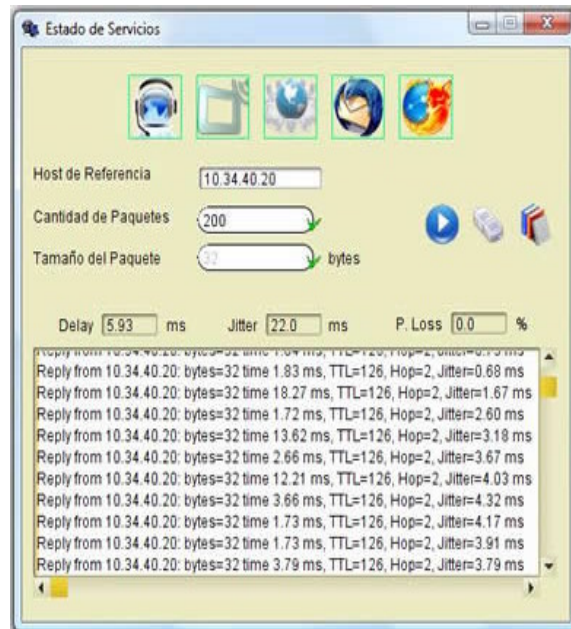 Estado de Servicios
Host de Referencia 10.34.40.20
Cantidad de Paquetes 200
Tamaño del Paquete 32 bytes
Delay 5.93 ms Jitter 22.0 ms P. Loss 0.0 %
Reply from 10.34.40.20: bytes=32 time 1.83 ms, TTL=126, Hop=2, Jitter=0.68 ms
Reply from 10.34.40.20: bytes=32 time 18.27 ms, TTL=126, Hop=2, Jitter=1.67 ms
Reply from 10.34.40.20: bytes=32 time 1.72 ms, TTL=126, Hop=2, Jitter=2.60 ms
Reply from 10.34.40.20: bytes=32 time 13.62 ms, TTL=126, Hop=2, Jitter=3.18 ms
Reply from 10.34.40.20: bytes=32 time 2.66 ms, TTL=126, Hop=2, Jitter=3.67 ms
Reply from 10.34.40.20: bytes=32 time 12.21 ms, TTL=126, Hop=2, Jitter=4.03 ms
Reply from 10.34.40.20: bytes=32 time 3.66 ms, TTL=126, Hop=2, Jitter=4.32 ms
Reply from 10.34.40.20: bytes=32 time 1.73 ms, TTL=126, Hop=2, Jitter=4.17 ms
Reply from 10.34.40.20: bytes=32 time 1.73 ms, TTL=126, Hop=2, Jitter=3.91 ms
Reply from 10.34.40.20: bytes=32 time 3.79 ms, TTL=126, Hop=2, Jitter=3.79 ms